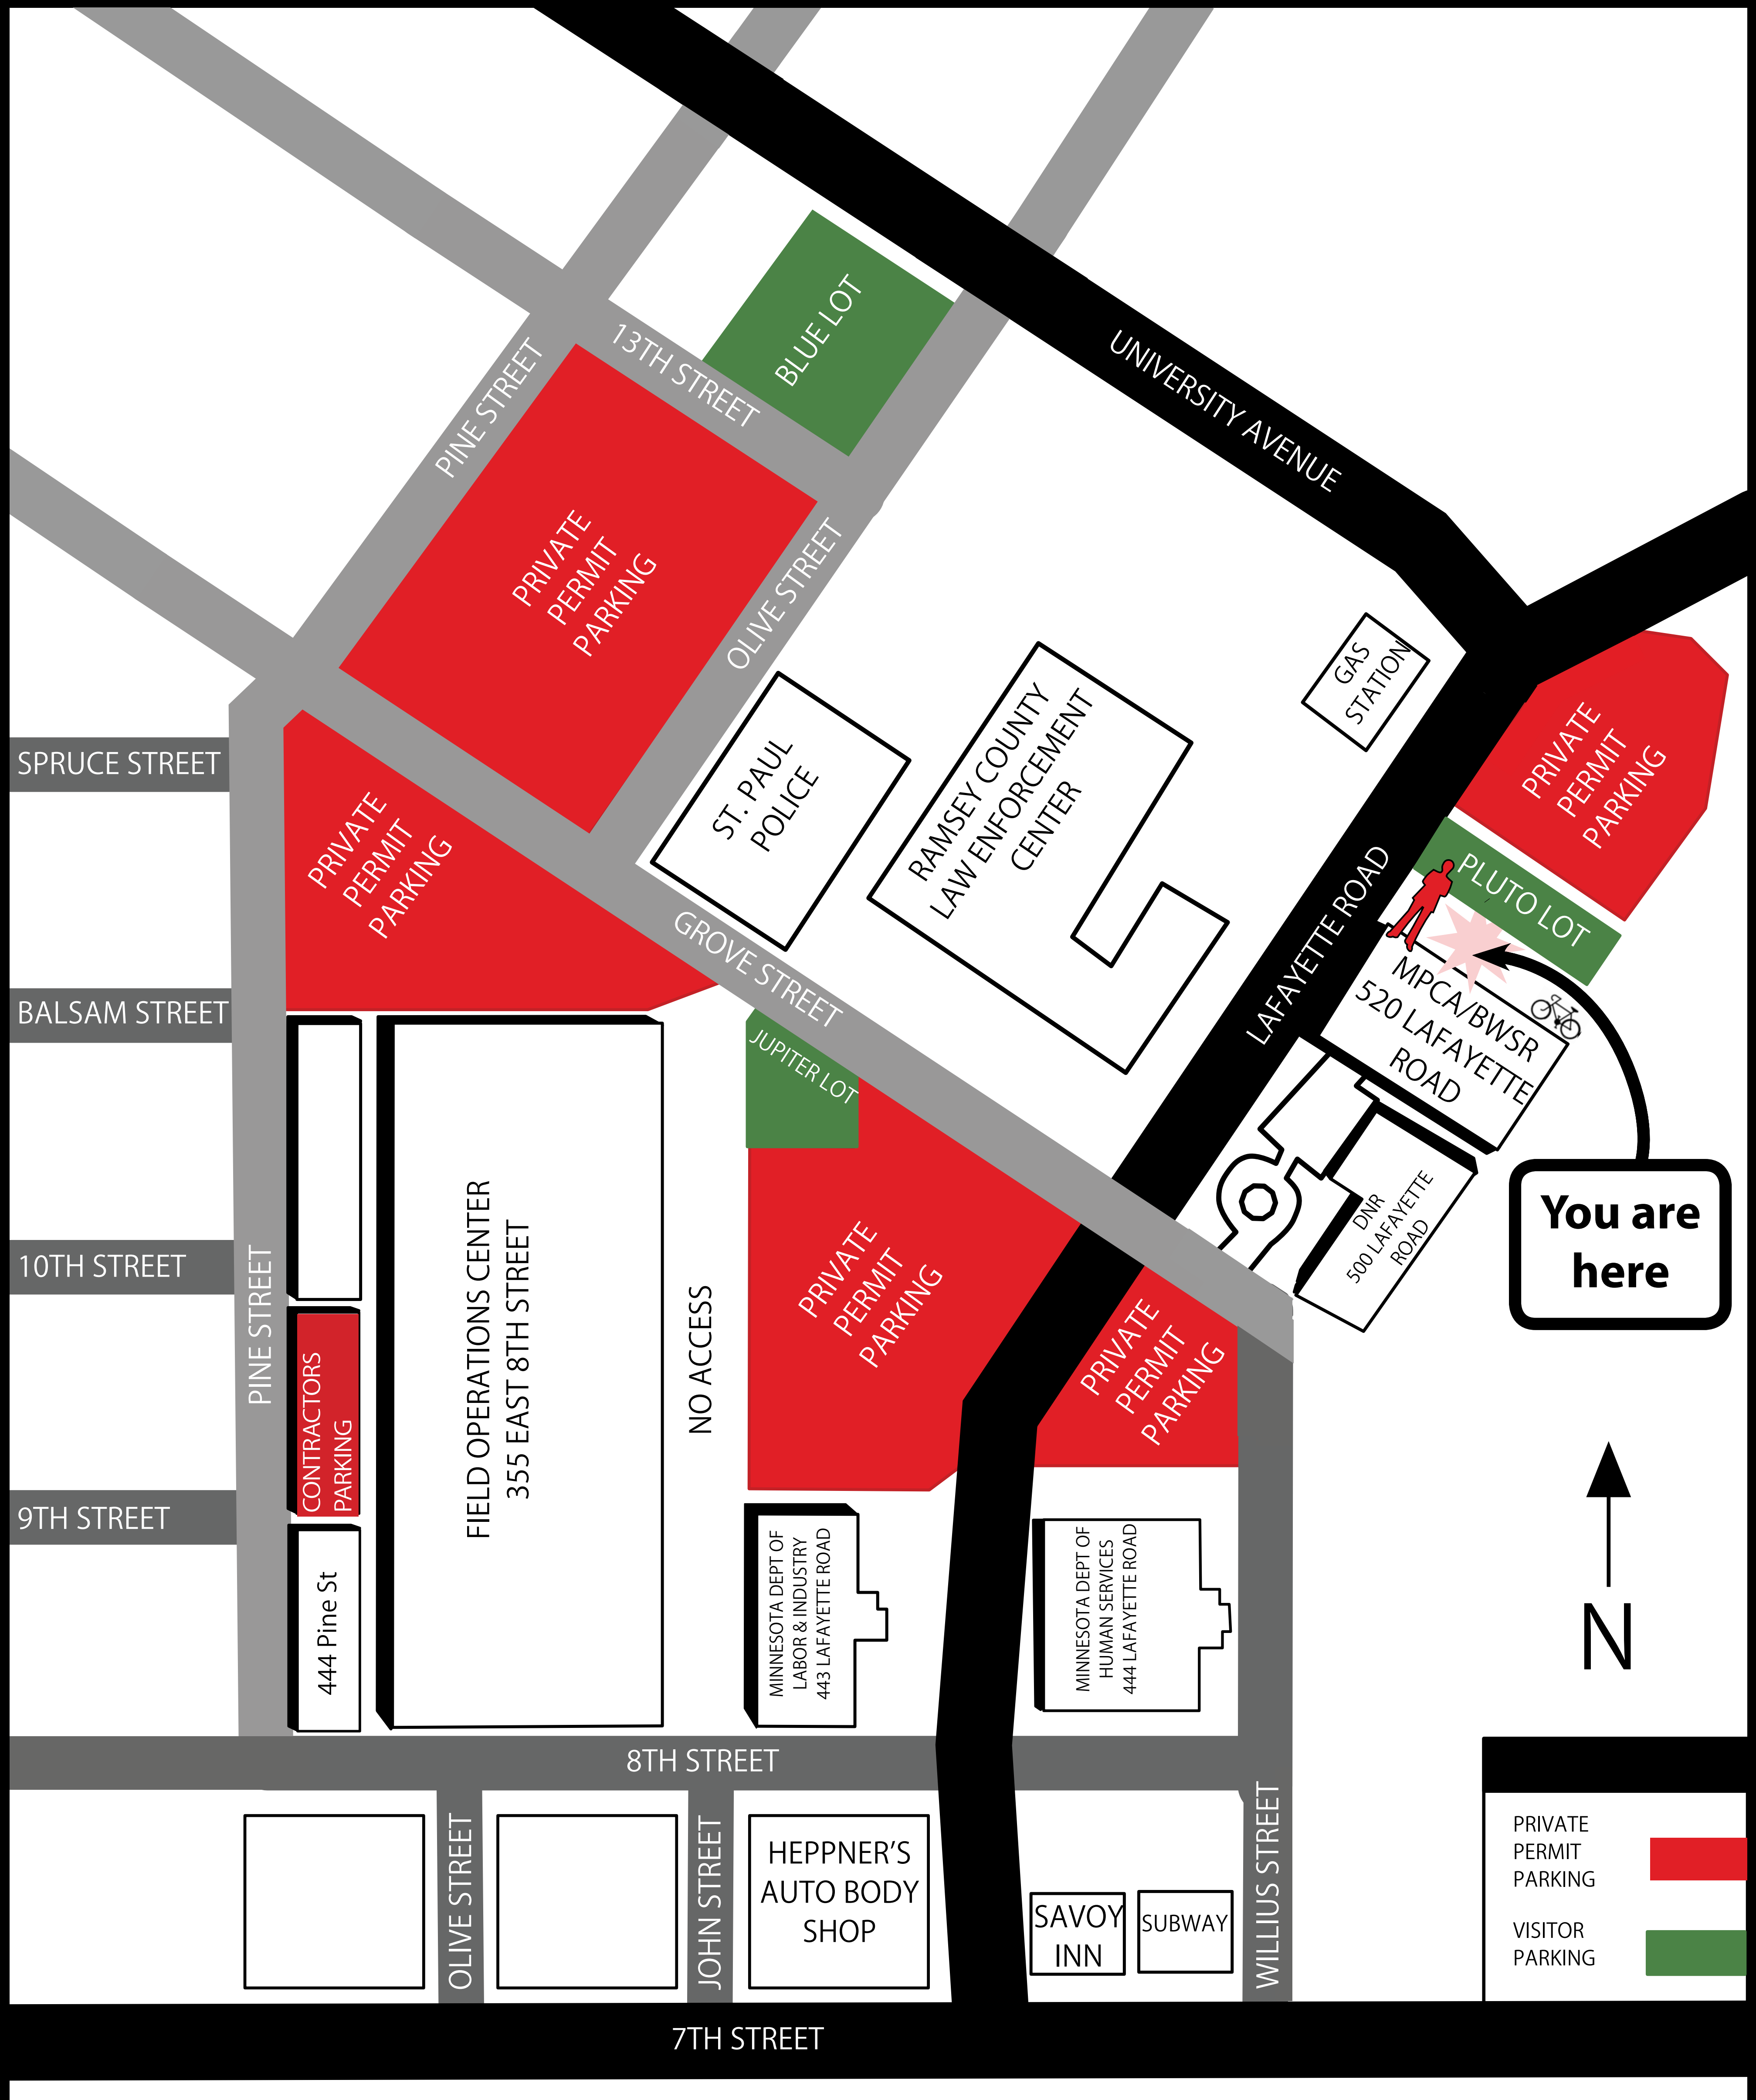 BLUE LOT
13TH STREET
UNIVERSITY AVENUE
PINE STREET
PRIVATE
PERMIT
PARKING
OLIVE STREET
GAS
STATION
PRIVATE
PERMIT
PARKING
SPRUCE STREET
PRIVATE
PERMIT
PARKING
ST. PAUL
POLICE
RAMSEY COUNTY
LAW ENFORCEMENT
CENTER
LAFAYETTE ROAD
PLUTO LOT
GROVE STREET
MPCA/BWSR
520 LAFAYETTE
ROAD
BALSAM STREET
JUPITER LOT
DNR
500 LAFAYETTE
ROAD
You are
here
10TH STREET
PINE STREET
FIELD OPERATIONS CENTER
355 EAST 8TH STREET
NO ACCESS
PRIVATE
PERMIT
PARKING
PRIVATE
PERMIT
PARKING
CONTRACTORS
PARKING
9TH STREET
444 Pine St
MINNESOTA DEPT OF
LABOR & INDUSTRY
443 LAFAYETTE ROAD
MINNESOTA DEPT OF
HUMAN SERVICES
444 LAFAYETTE ROAD
N
8TH STREET
OLIVE STREET
JOHN STREET
HEPPNER'S
AUTO BODY
SHOP
SAVOY
INN
SUBWAY
WILLIUS STREET
PRIVATE
PERMIT
PARKING
VISITOR
PARKING
7TH STREET